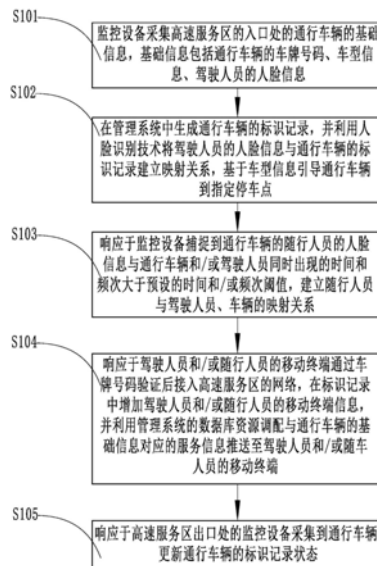 S101
监控设备采集高速服务区的入口处的通行车辆的基础
信息，基础信息包括通行车辆的车牌号码、车型信
息、驾驶人员的人脸信息
S102
在管理系统中生成通行车辆的标识记录，并利用人
脸识别技术将驾驶人员的人脸信息与通行车辆的标
识记录建立映射关系，基于车型信息引导通行车辆
到指定停车点
S103
响应于监控设备捕捉到通行车辆的随行人员的人脸
信息与通行车辆和/或驾驶人员同时出现的时间和
频次大于预设的时间和/或频次阈值，建立随行人员
与驾驶人员、车辆的映射关系
S104
响应于驾驶人员和/或随行人员的移动终端通过车
牌号码验证后接入高速服务区的网络，在标识记录
中增加驾驶人员和/或随行人员的移动终端信息，
并利用管理系统的数据库资源调配与通行车辆的基
础信息对应的服务信息推送至驾驶人员和/或随车
人员的移动终端
S105
响应于高速服务区出口处的监控设备采集到通行车辆
更新通行车辆的标识记录状态